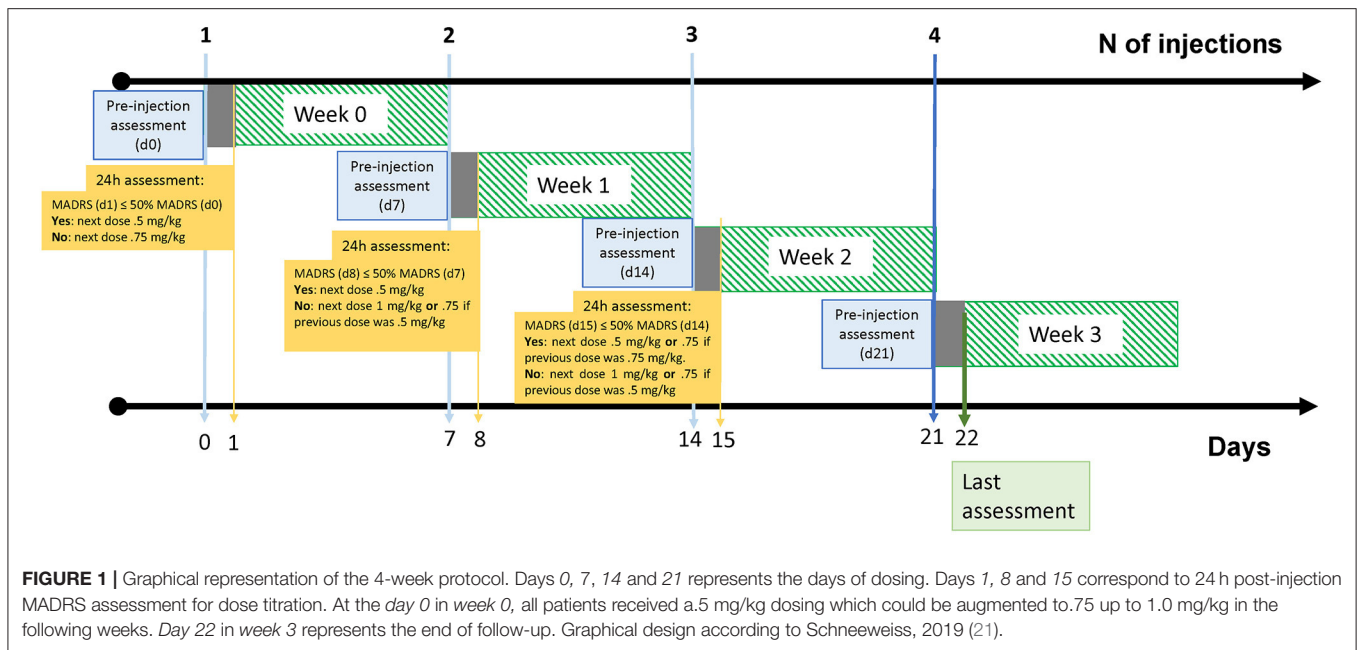 1
2
3
4
N of injections
Pre-injection
assessment
(d0)
Week 0
24h assessment:
MADRS (d1) ≤ 50% MADRS (d0)
Yes: next dose .5 mg/kg
No: next dose .75 mg/kg
Pre-injection
assessment
(d7)
Week 1
24h assessment:
MADRS (d8) ≤ 50% MADRS (d7)
Yes: next dose .5 mg/kg
No: next dose 1 mg/kg or .75 if
previous dose was .5 mg/kg
Pre-injection
assessment
(d14)
Week 2
24h assessment:
MADRS (d15) ≤ 50% MADRS (d14)
Yes: next dose .5 mg/kg or .75 if
previous dose was .75 mg/kg.
No: next dose 1 mg/kg or .75 if
previous dose was .5 mg/kg
Pre-injection
assessment
(d21)
Week 3
0
1
7
8
14
15
21
22
Days
Last
assessment
FIGURE 1 | Graphical representation of the 4-week protocol. Days 0, 7, 14 and 21 represents the days of dosing. Days 1, 8 and 15 correspond to 24 h post-injection
MADRS assessment for dose titration. At the day 0 in week 0, all patients received a.5 mg/kg dosing which could be augmented to.75 up to 1.0 mg/kg in the
following weeks. Day 22 in week 3 represents the end of follow-up. Graphical design according to Schneeweiss, 2019 (21).